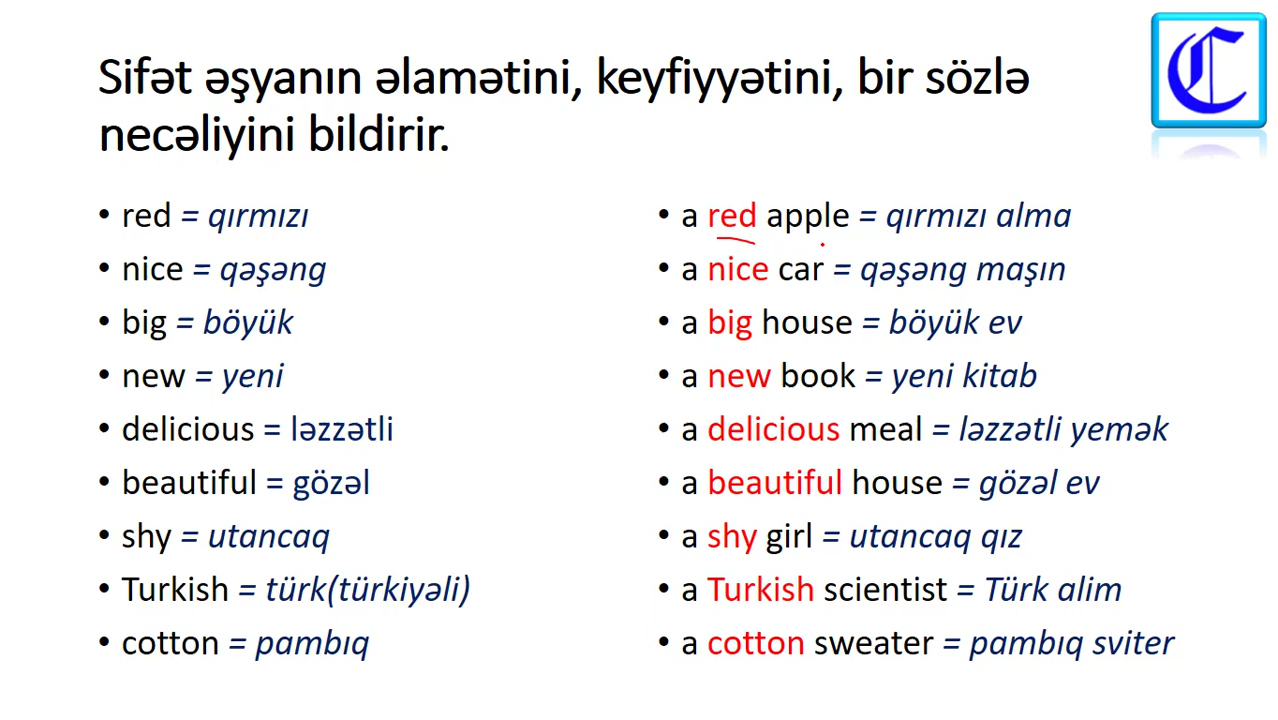 Sifət əşyanın əlamətini, keyfiyyətini, bir sözlə
necəliyini bildirir.
C
• red = qırmızı
• nice = qəşəng
• big = böyük
• new = yeni
• delicious = ləzzətli
• beautiful = gözəl
• shy = utancaq
• Turkish = türk(türkiyəli)
• cotton = pambıq
• a red apple = qırmızı alma
• a nice car = qəşəng maşın
• a big house = böyük ev
• a new book = yeni kitab
• a delicious meal = ləzzətli yemək
• a beautiful house = gözəl ev
• a shy girl = utancaq qız
• a Turkish scientist = Türk alim
• a cotton sweater = pambıq sviter